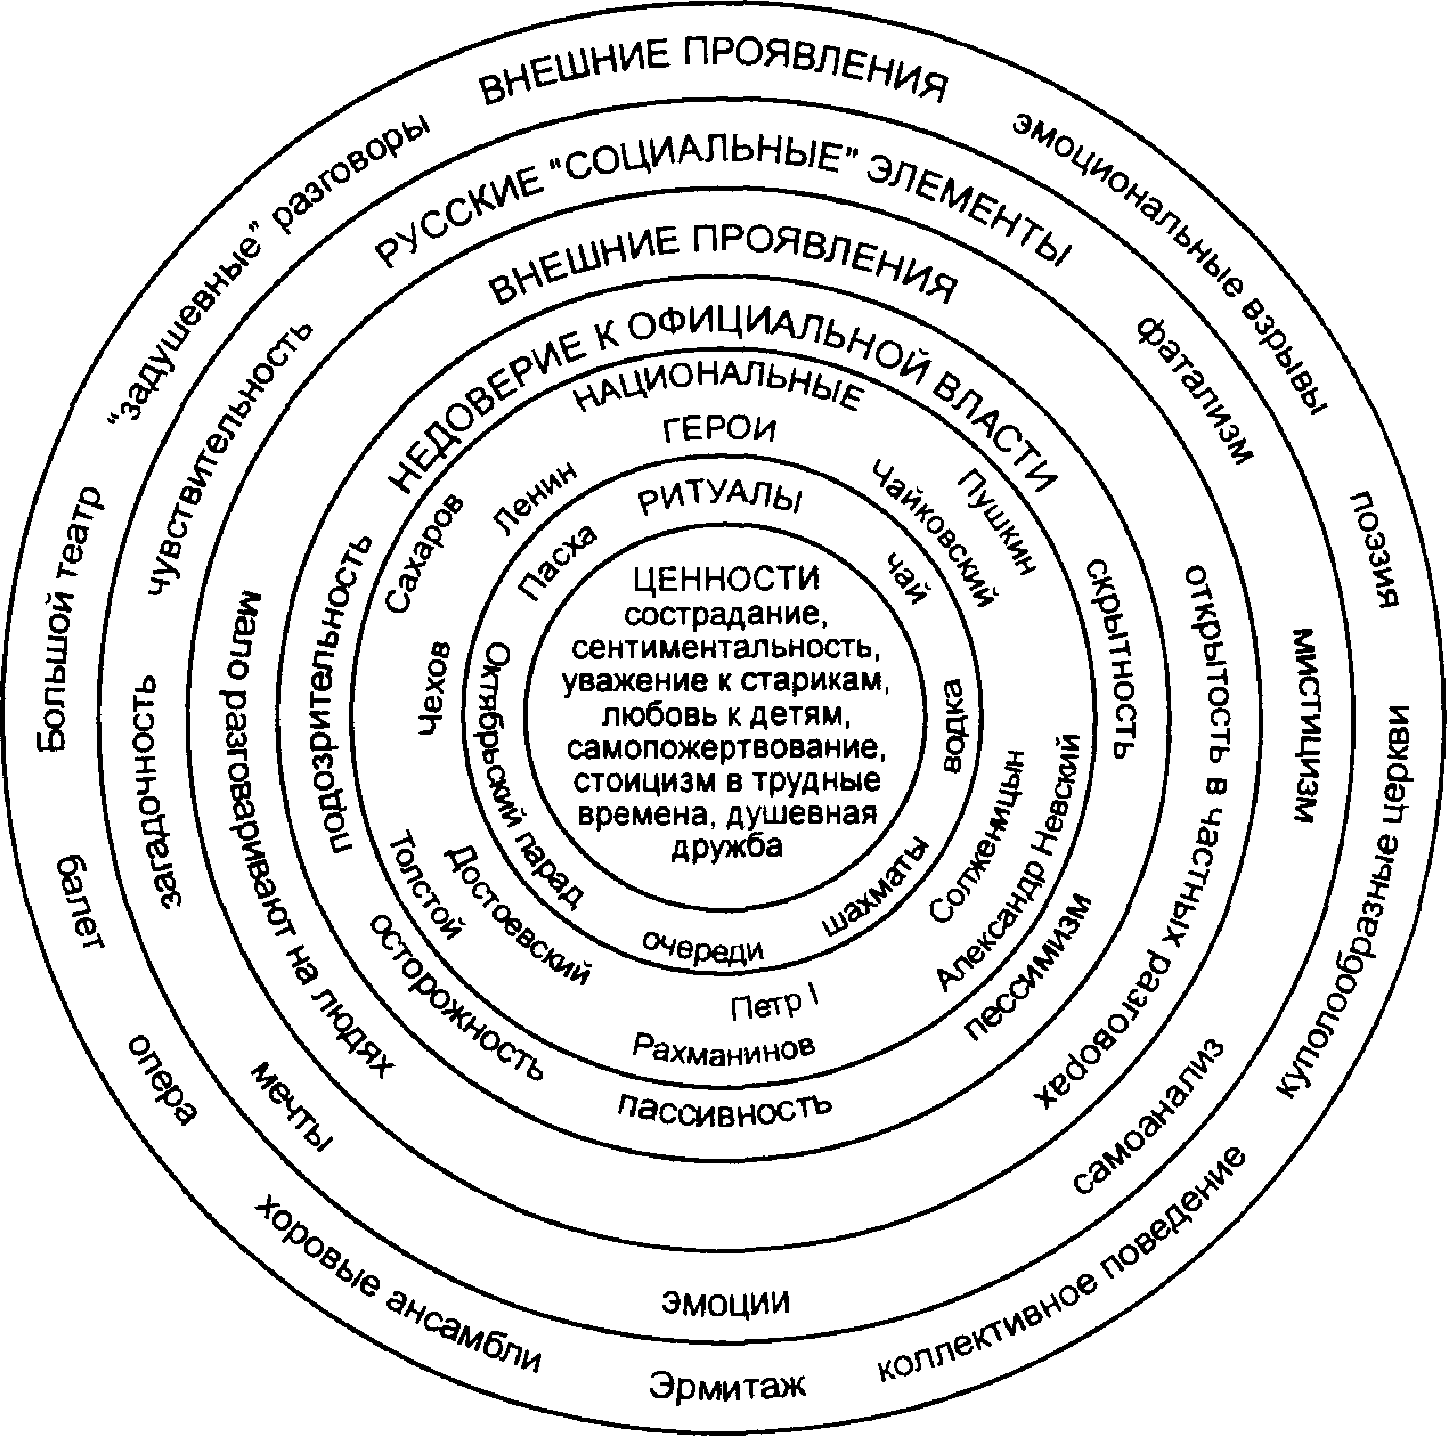 ВНЕШНИЕ ПРОЯВЛЕНИЯ
эмоциональные взрывы
поэзия
куполообразные церкви
коллективное поведение
Эрмитаж
хоровые ансамбли
опера
балет
Большой театр
“задушевные” разговоры
РУССКИЕ "СОЦИАЛЬНЫЕ" ЭЛЕМЕНТЫ
фатализм
мистицизм
самоанализ
эмоции
мечты
загадочность
чувствительность
ВНЕШНИЕ ПРОЯВЛЕНИЯ
открытость в частных разговорах
мало разговаривают на людях
НЕДОВЕРИЕ К ОФИЦИАЛЬНОЙ ВЛАСТИ
скрытность
пессимизм
пассивность
осторожность
подозрительность
НАЦИОНАЛЬНЫЕ
ГЕРОИ
Чайковский
Пушкин
Солженицын
Александр Невский
Петр I
Рахманинов
Достоевский
Толстой
Чехов
Сахаров
Ленин
РИТУАЛЫ
чай
водка
шахматы
очереди
Октябрьский парад
Пасха
ЦЕННОСТИ
сострадание,
сентиментальность,
уважение к старикам,
любовь к детям,
самопожертвование,
стоицизм в трудные
времена, душевная
дружба